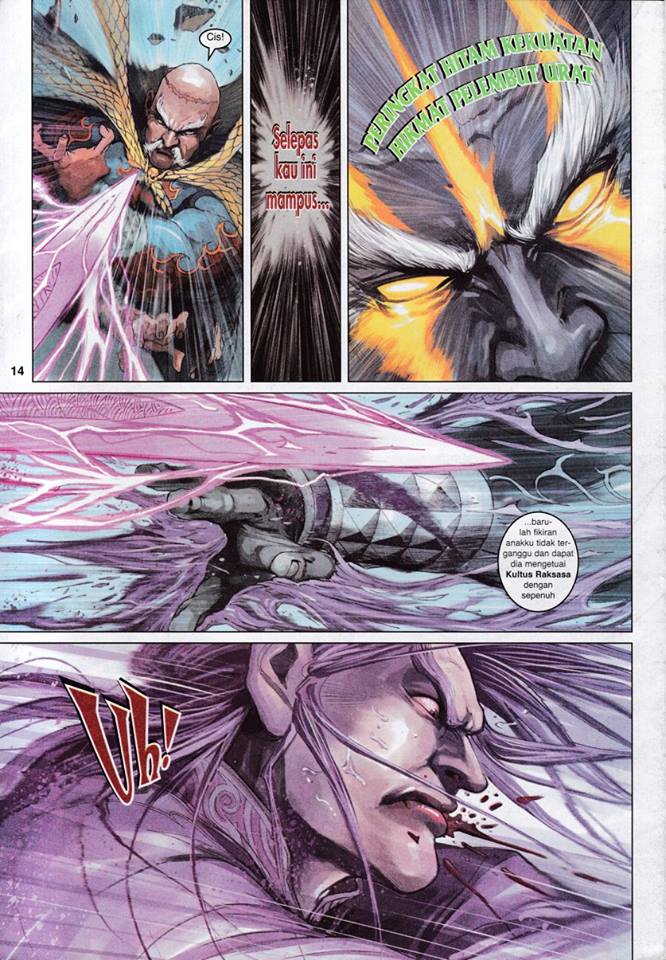 Cis!
Selepas
kau ini
mampus...
PERINGKAT HITAM KEKUATAN
HIKMAT PELEMBUT URAT
14
...baru-
lah fikiran
anakku tidak ter-
ganggu dan dapat
dia mengetuai
Kultus Raksasa
dengan
sepenuh
Uh!